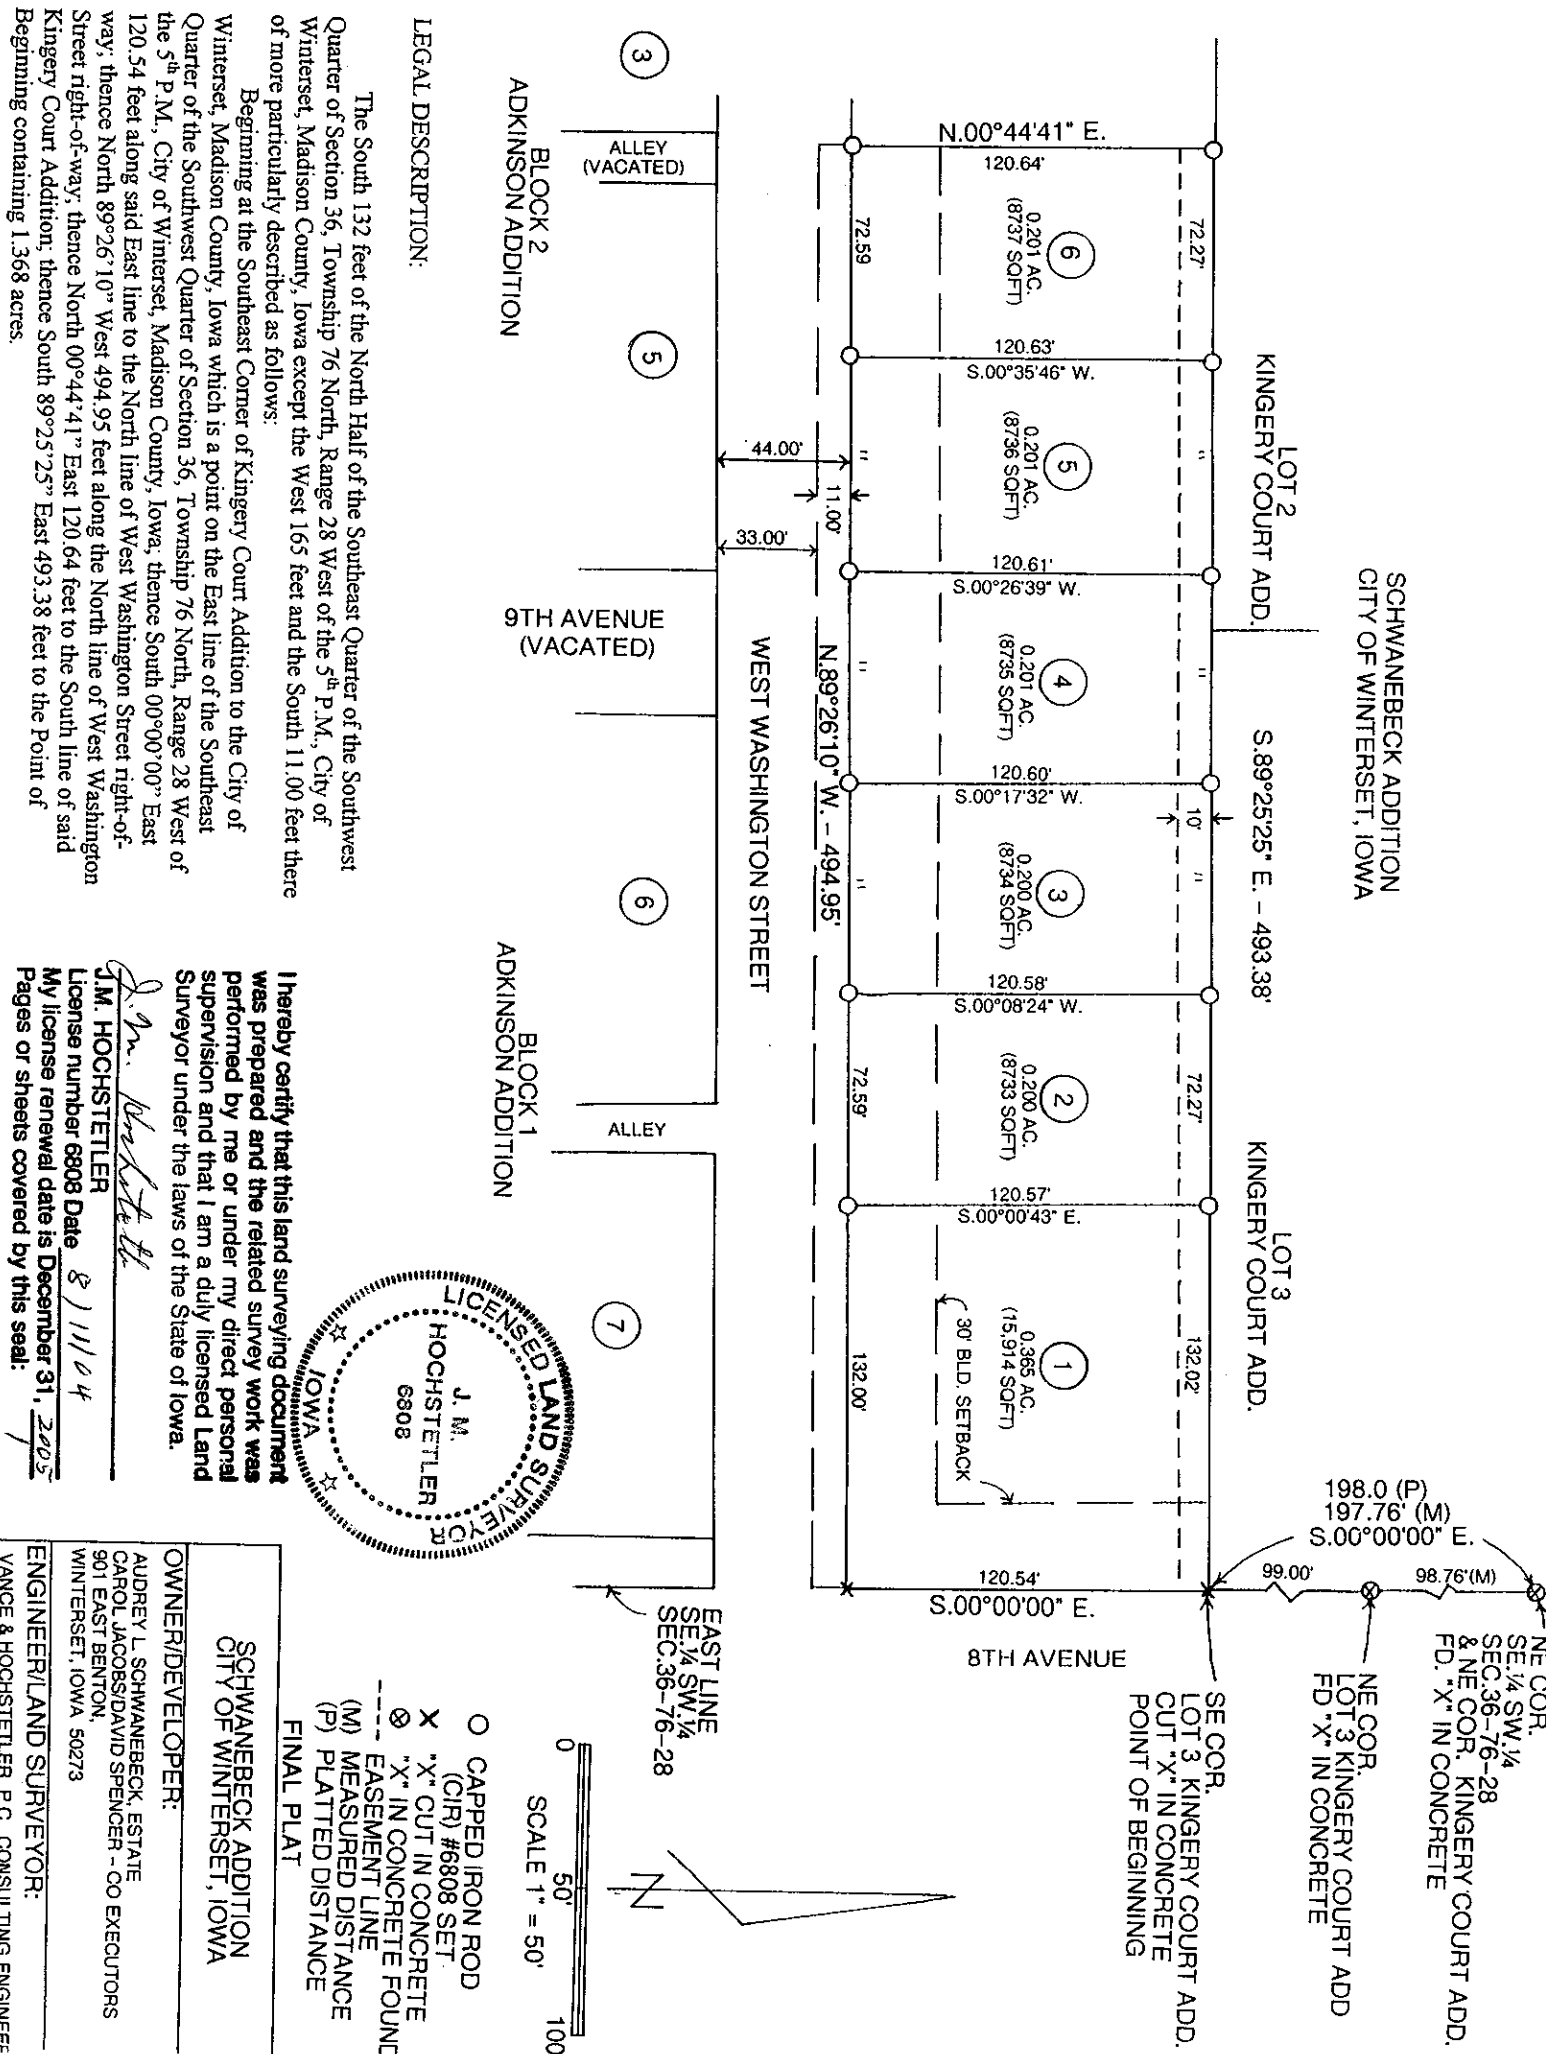 SCHWANEBECK ADDITION
CITY OF WINTERSET, IOWA
LOT 2
KINGERY COURT ADD.
S.89°25'25" E. – 493.38'
LOT 3
KINGERY COURT ADD.
198.0 (P)
197.76' (M)
S.00°00'00" E.
98.76'(M)
99.00'
NE COR.
SE.¼ SW.¼
SEC.36–76–28
& NE COR. KINGERY COURT ADD.
FD. "X" IN CONCRETE
NE COR.
LOT 3 KINGERY COURT ADD
FD "X" IN CONCRETE
SE COR.
LOT 3 KINGERY COURT ADD.
CUT "X" IN CONCRETE
POINT OF BEGINNING
72.27'
"
"
10'
"
72.27'
132.02'
N.00°44'41" E.
120.64'
6
0.201 AC.
(8737 SQFT)
120.63'
S.00°35'46" W.
5
0.201 AC.
(8736 SQFT)
120.61'
S.00°26'39" W.
4
0.201 AC.
(8735 SQFT)
120.60'
S.00°17'32" W.
3
0.200 AC.
(8734 SQFT)
120.58'
S.00°08'24" W.
2
0.200 AC.
(8733 SQFT)
120.57'
S.00°00'43" E.
1
0.365 AC.
(15,914 SQFT)
30' BLD. SETBACK
120.54'
S.00°00'00" E.
8TH AVENUE
72.59
"
"
"
72.59'
132.00'
44.00'
11.00'
33.00'
N.89°26'10" W. – 494.95'
WEST WASHINGTON STREET
3
ALLEY
(VACATED)
5
9TH AVENUE
(VACATED)
6
ALLEY
7
EAST LINE
SE.¼ SW.¼
SEC.36–76–28
BLOCK 2
ADKINSON ADDITION
BLOCK 1
ADKINSON ADDITION
N
SCALE 1" = 50'
0 50' 100
O CAPPED IRON ROD
(CIR) #6808 SET
X "X" CUT IN CONCRETE
⊗ "X" IN CONCRETE FOUND
---- EASEMENT LINE
(M) MEASURED DISTANCE
(P) PLATTED DISTANCE
FINAL PLAT
LEGAL DESCRIPTION:
The South 132 feet of the North Half of the Southeast Quarter of the Southwest
Quarter of Section 36, Township 76 North, Range 28 West of the 5th P.M., City of
Winterset, Madison County, Iowa except the West 165 feet and the South 11.00 feet there
of more particularly described as follows:
Beginning at the Southeast Corner of Kingery Court Addition to the City of
Winterset, Madison County, Iowa which is a point on the East line of the Southeast
Quarter of the Southwest Quarter of Section 36, Township 76 North, Range 28 West of
the 5th P.M., City of Winterset, Madison County, Iowa; thence South 00°00'00" East
120.54 feet along said East line to the North line of West Washington Street right-of-
way; thence North 89°26'10" West 494.95 feet along the North line of West Washington
Street right-of-way; thence North 00°44'41" East 120.64 feet to the South line of said
Kingery Court Addition; thence South 89°25'25" East 493.38 feet to the Point of
Beginning containing 1.368 acres.
LICENSED LAND SURVEYOR
J. M.
HOCHSTETLER
6808
IOWA
I hereby certify that this land surveying document
was prepared and the related survey work was
performed by me or under my direct personal
supervision and that I am a duly licensed Land
Surveyor under the laws of the State of Iowa.
J.M. Hochstetler
J.M. HOCHSTETLER
License number 6808 Date 8/11/04
My license renewal date is December 31, 2005
Pages or sheets covered by this seal: 1
SCHWANEBECK ADDITION
CITY OF WINTERSET, IOWA
OWNER/DEVELOPER:
AUDREY L. SCHWANEBECK, ESTATE
CAROL JACOBS/DAVID SPENCER – CO EXECUTORS
901 EAST BENTON,
WINTERSET, IOWA 50273
ENGINEER/LAND SURVEYOR:
VANCE & HOCHSTETLER, P.C. CONSULTING